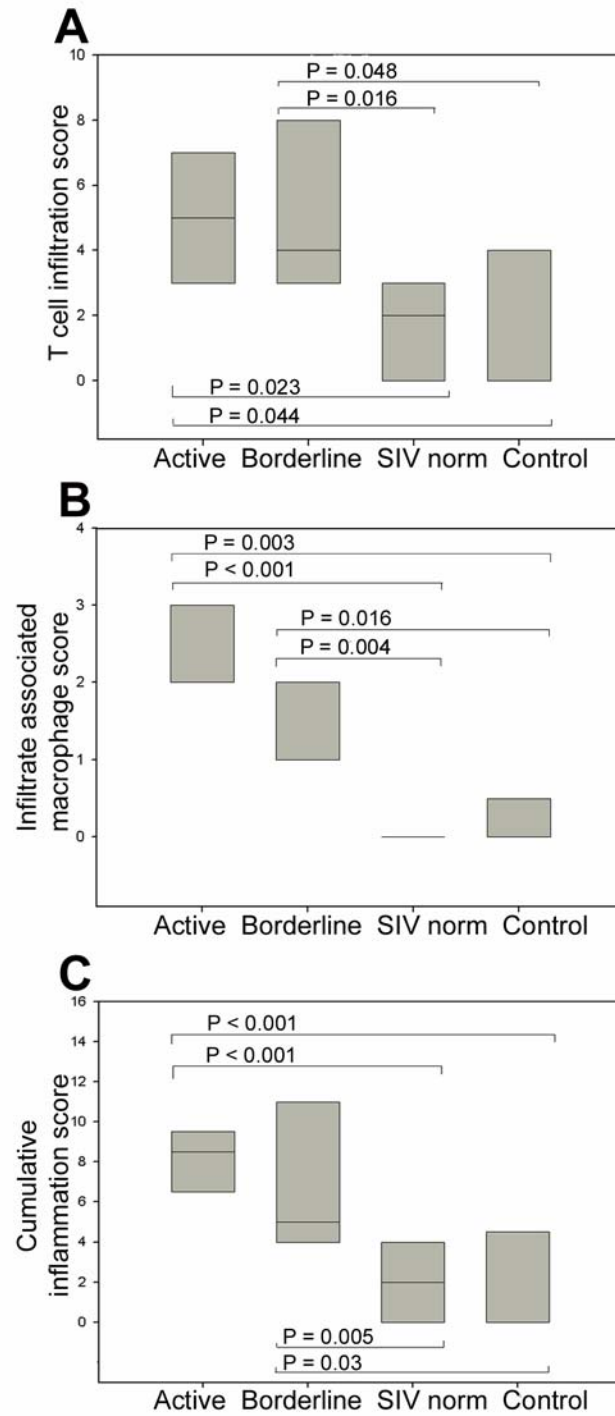 A
T cell infiltration score
10
8
6
4
2
0
P = 0.048
P = 0.016
P = 0.023
P = 0.044
Active Borderline SIV norm Control
B
Infiltrate associated
macrophage score
4
3
2
1
0
P = 0.003
P < 0.001
P = 0.016
P = 0.004
Active Borderline SIV norm Control
C
Cumulative
inflammation score
16
14
12
10
8
6
4
2
0
P < 0.001
P < 0.001
P = 0.005
P = 0.03
Active Borderline SIV norm Control